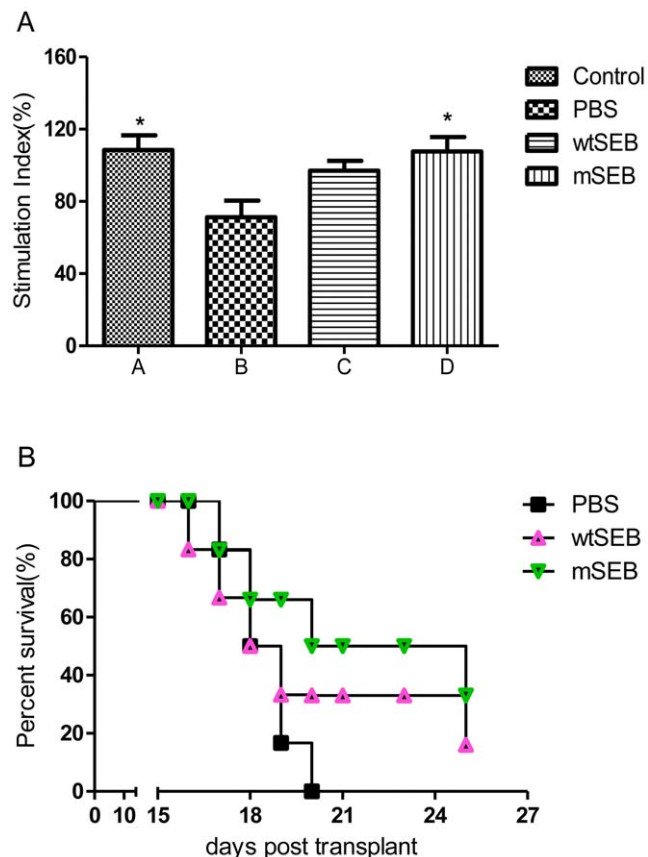 A
Stimulation Index(%)
160
120
80
40
0
*
*
A
B
C
D
Control
PBS
wtSEB
mSEB
B
Percent survival(%)
100
80
60
40
20
0
0
10
15
18
21
24
27
days post transplant
PBS
wtSEB
mSEB